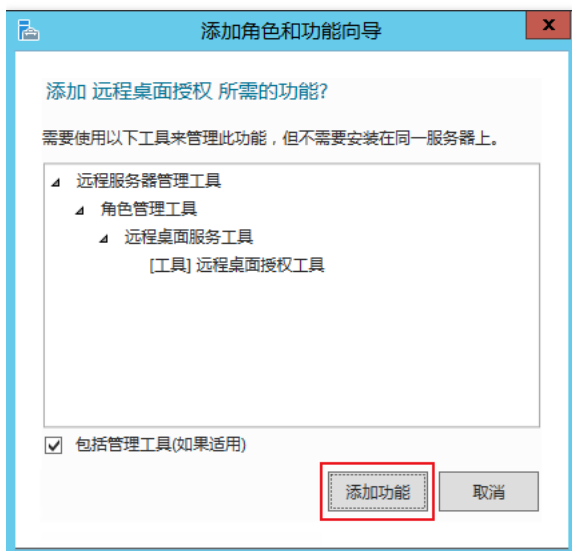 添加角色和功能向导
x
添加 远程桌面授权 所需的功能?
需要使用以下工具来管理此功能，但不需要安装在同一服务器上。
远程服务器管理工具
角色管理工具
远程桌面服务工具
[工具] 远程桌面授权工具
包括管理工具(如果适用)
添加功能 取消